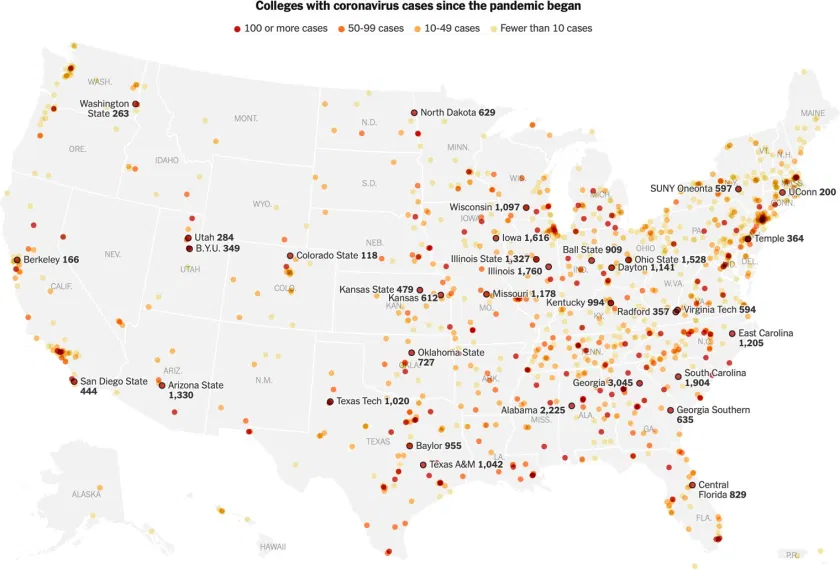 Colleges with coronavirus cases since the pandemic began
100 or more cases
50-99 cases
10-49 cases
Fewer than 10 cases
WASH.
Washington
State 263
MONT.
N.D.
North Dakota 629
MAINE
MINN.
ORE.
IDAHO
VT.
N.H.
S.D.
WIS.
MICH.
SUNY Oneonta 597
N.Y.
MASS.
UConn 200
CONN.
WYO.
Wisconsin 1,097
IOWA
Utah 284
B.Y.U. 349
Iowa 1,616
PA.
Temple 364
NEB.
Ball State 909
OHIO
Berkeley 166
NEV.
Colorado State 118
Illinois State 1,327
Ohio State 1,528
UTAH
Illinois 1,760
IND.
Dayton 1,141
DEL.
CALIF.
COLO.
Kansas State 479
Kansas 612
Missouri 1,178
W.VA.
KAN.
MO.
Kentucky 994
KY.
Radford 357
Virginia Tech 594
VA.
East Carolina
1,205
N.C.
Oklahoma State
727
OKLA.
TENN.
ARIZ.
N.M.
San Diego State
444
Arizona State
1,330
ARK.
Georgia 3,045
South Carolina
1,904
Texas Tech 1,020
Alabama 2,225
MISS.
ALA.
Georgia Southern
635
GA.
TEXAS
Baylor 955
LA.
Texas A&M 1,042
Central
Florida 829
ALASKA
FLA.
HAWAII
P.R.